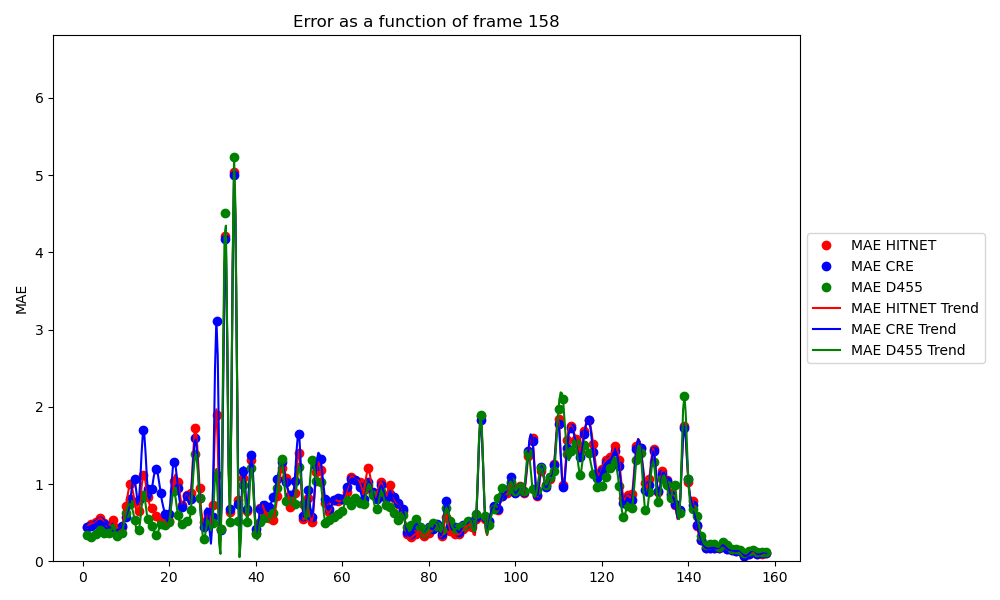 Error as a function of frame 158
MAE
6
5
4
3
2
1
0
0 20 40 60 80 100 120 140 160
MAE HITNET
MAE CRE
MAE D455
MAE HITNET Trend
MAE CRE Trend
MAE D455 Trend